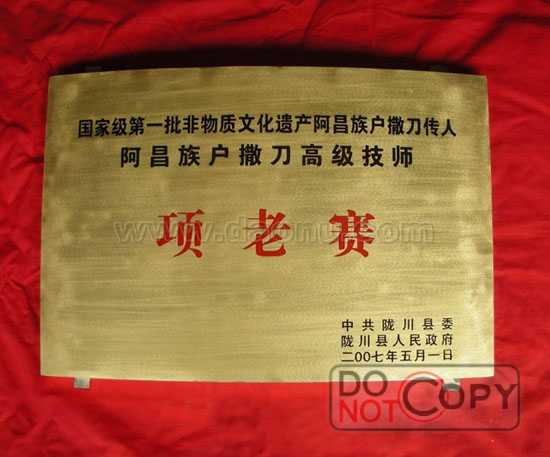 国家级第一批非物质文化遗产阿昌族户撒刀传人
阿昌族户撒刀高级技师
项老赛
中共陇川县委
陇川县人民政府
二00七年五月一日
DO NOT COPY